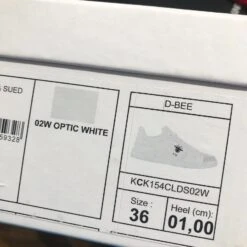 SUED
59328
02W OPTIC WHITE
D-BEE
KCK154CLDS02W
Size :
36
Heel (cm):
01,00